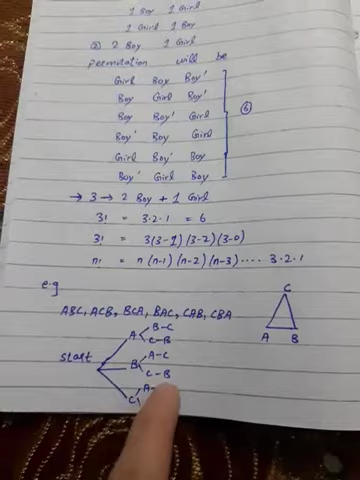 1 Boy 1 Girl
1 Girl 1 Boy
② 2 Boy 1 Girl
permutation will be
Girl Boy Boy'
Boy Girl Boy'
Boy Boy' Girl
Boy' Boy Girl
Girl Boy' Boy
Boy' Girl Boy
⑥
→ 3 → 2 Boy + 1 Girl
3! = 3·2·1 = 6
3! = 3(3-1)(3-2)(3-0)
n! = n(n-1)(n-2)(n-3)···· 3·2·1
e.g
ABC, ACB, BCA, BAC, CAB, CBA
C
A B
start
A B-C
C-B
B A-C
C-B
C A-